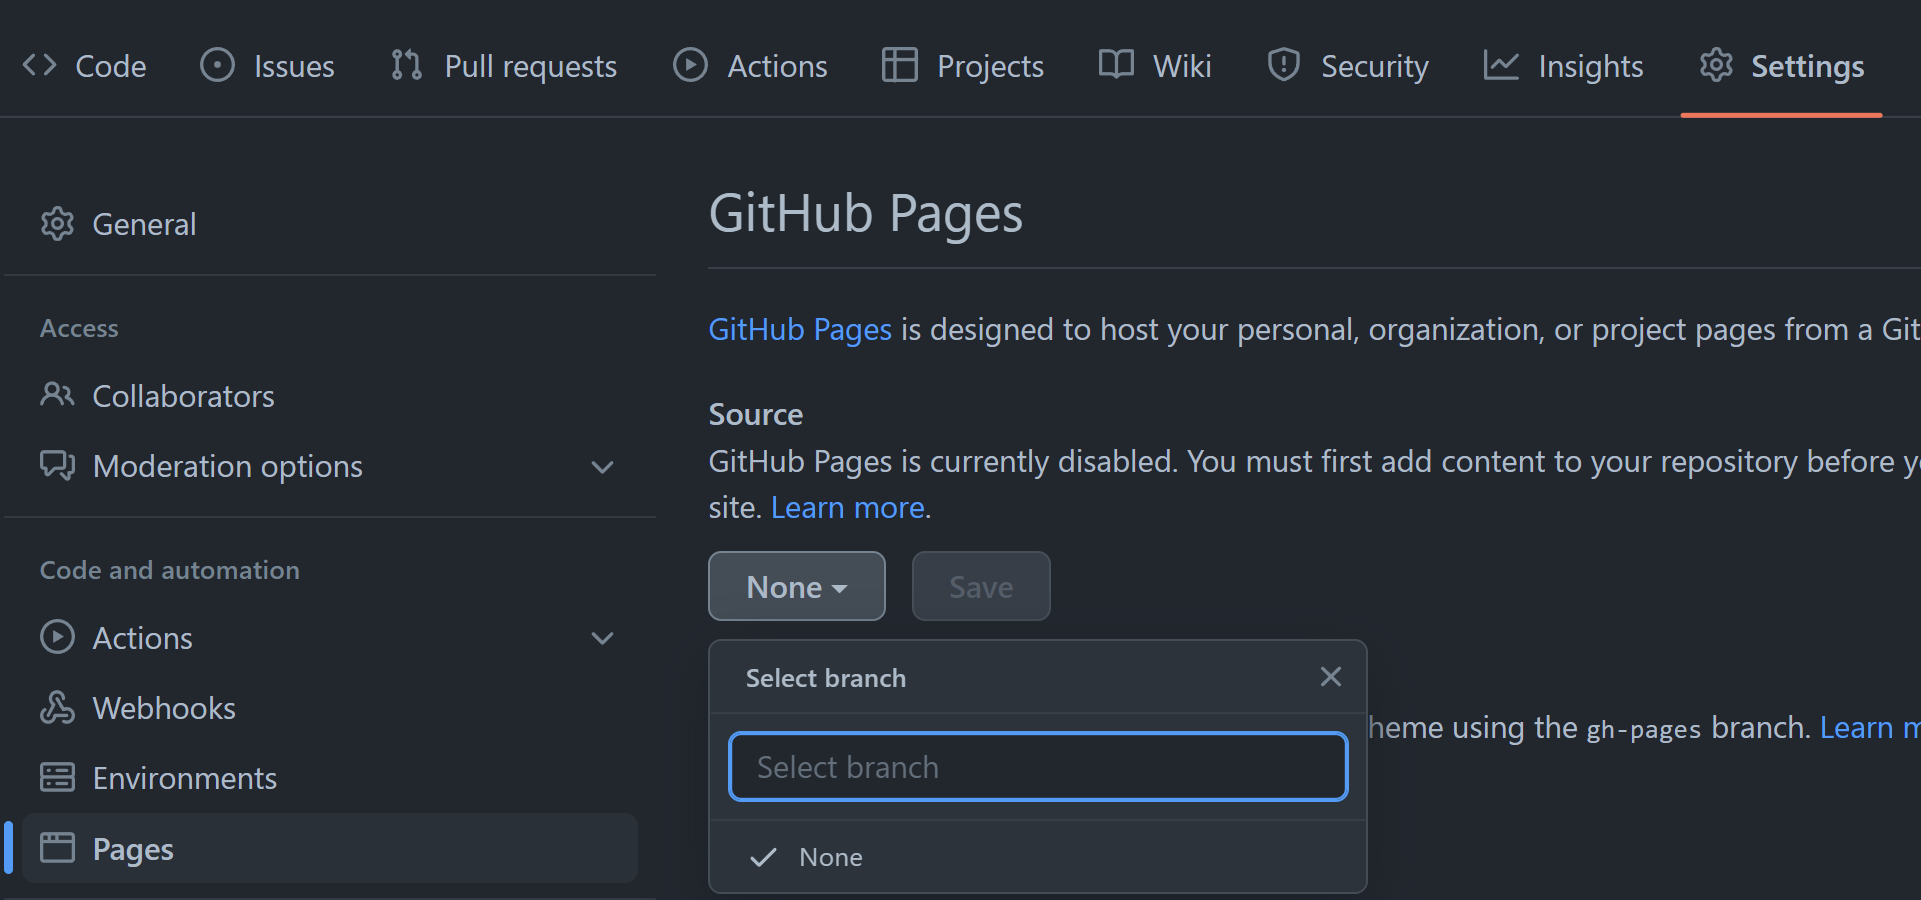 Code Issues Pull requests Actions Projects Wiki Security Insights Settings
General
Access
Collaborators
Moderation options
Code and automation
Actions
Webhooks
Environments
Pages
GitHub Pages
GitHub Pages is designed to host your personal, organization, or project pages from a Git
Source
GitHub Pages is currently disabled. You must first add content to your repository before
site. Learn more.
None Save
Select branch
heme using the gh-pages branch. Learn
Select branch
None